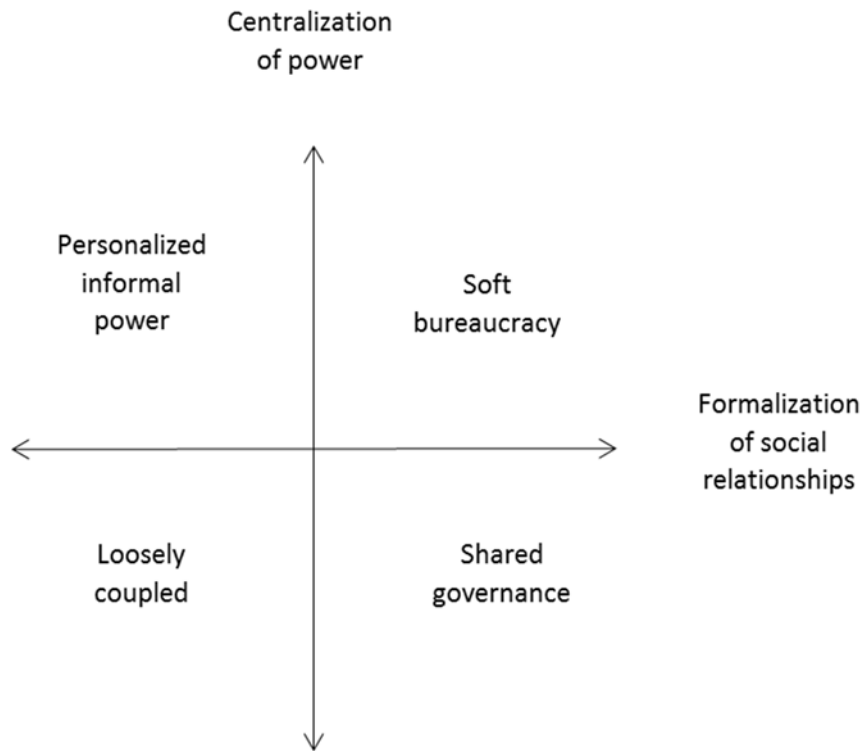 Centralization
of power
Personalized
informal
power
Soft
bureaucracy
Formalization
of social
relationships
Loosely
coupled
Shared
governance